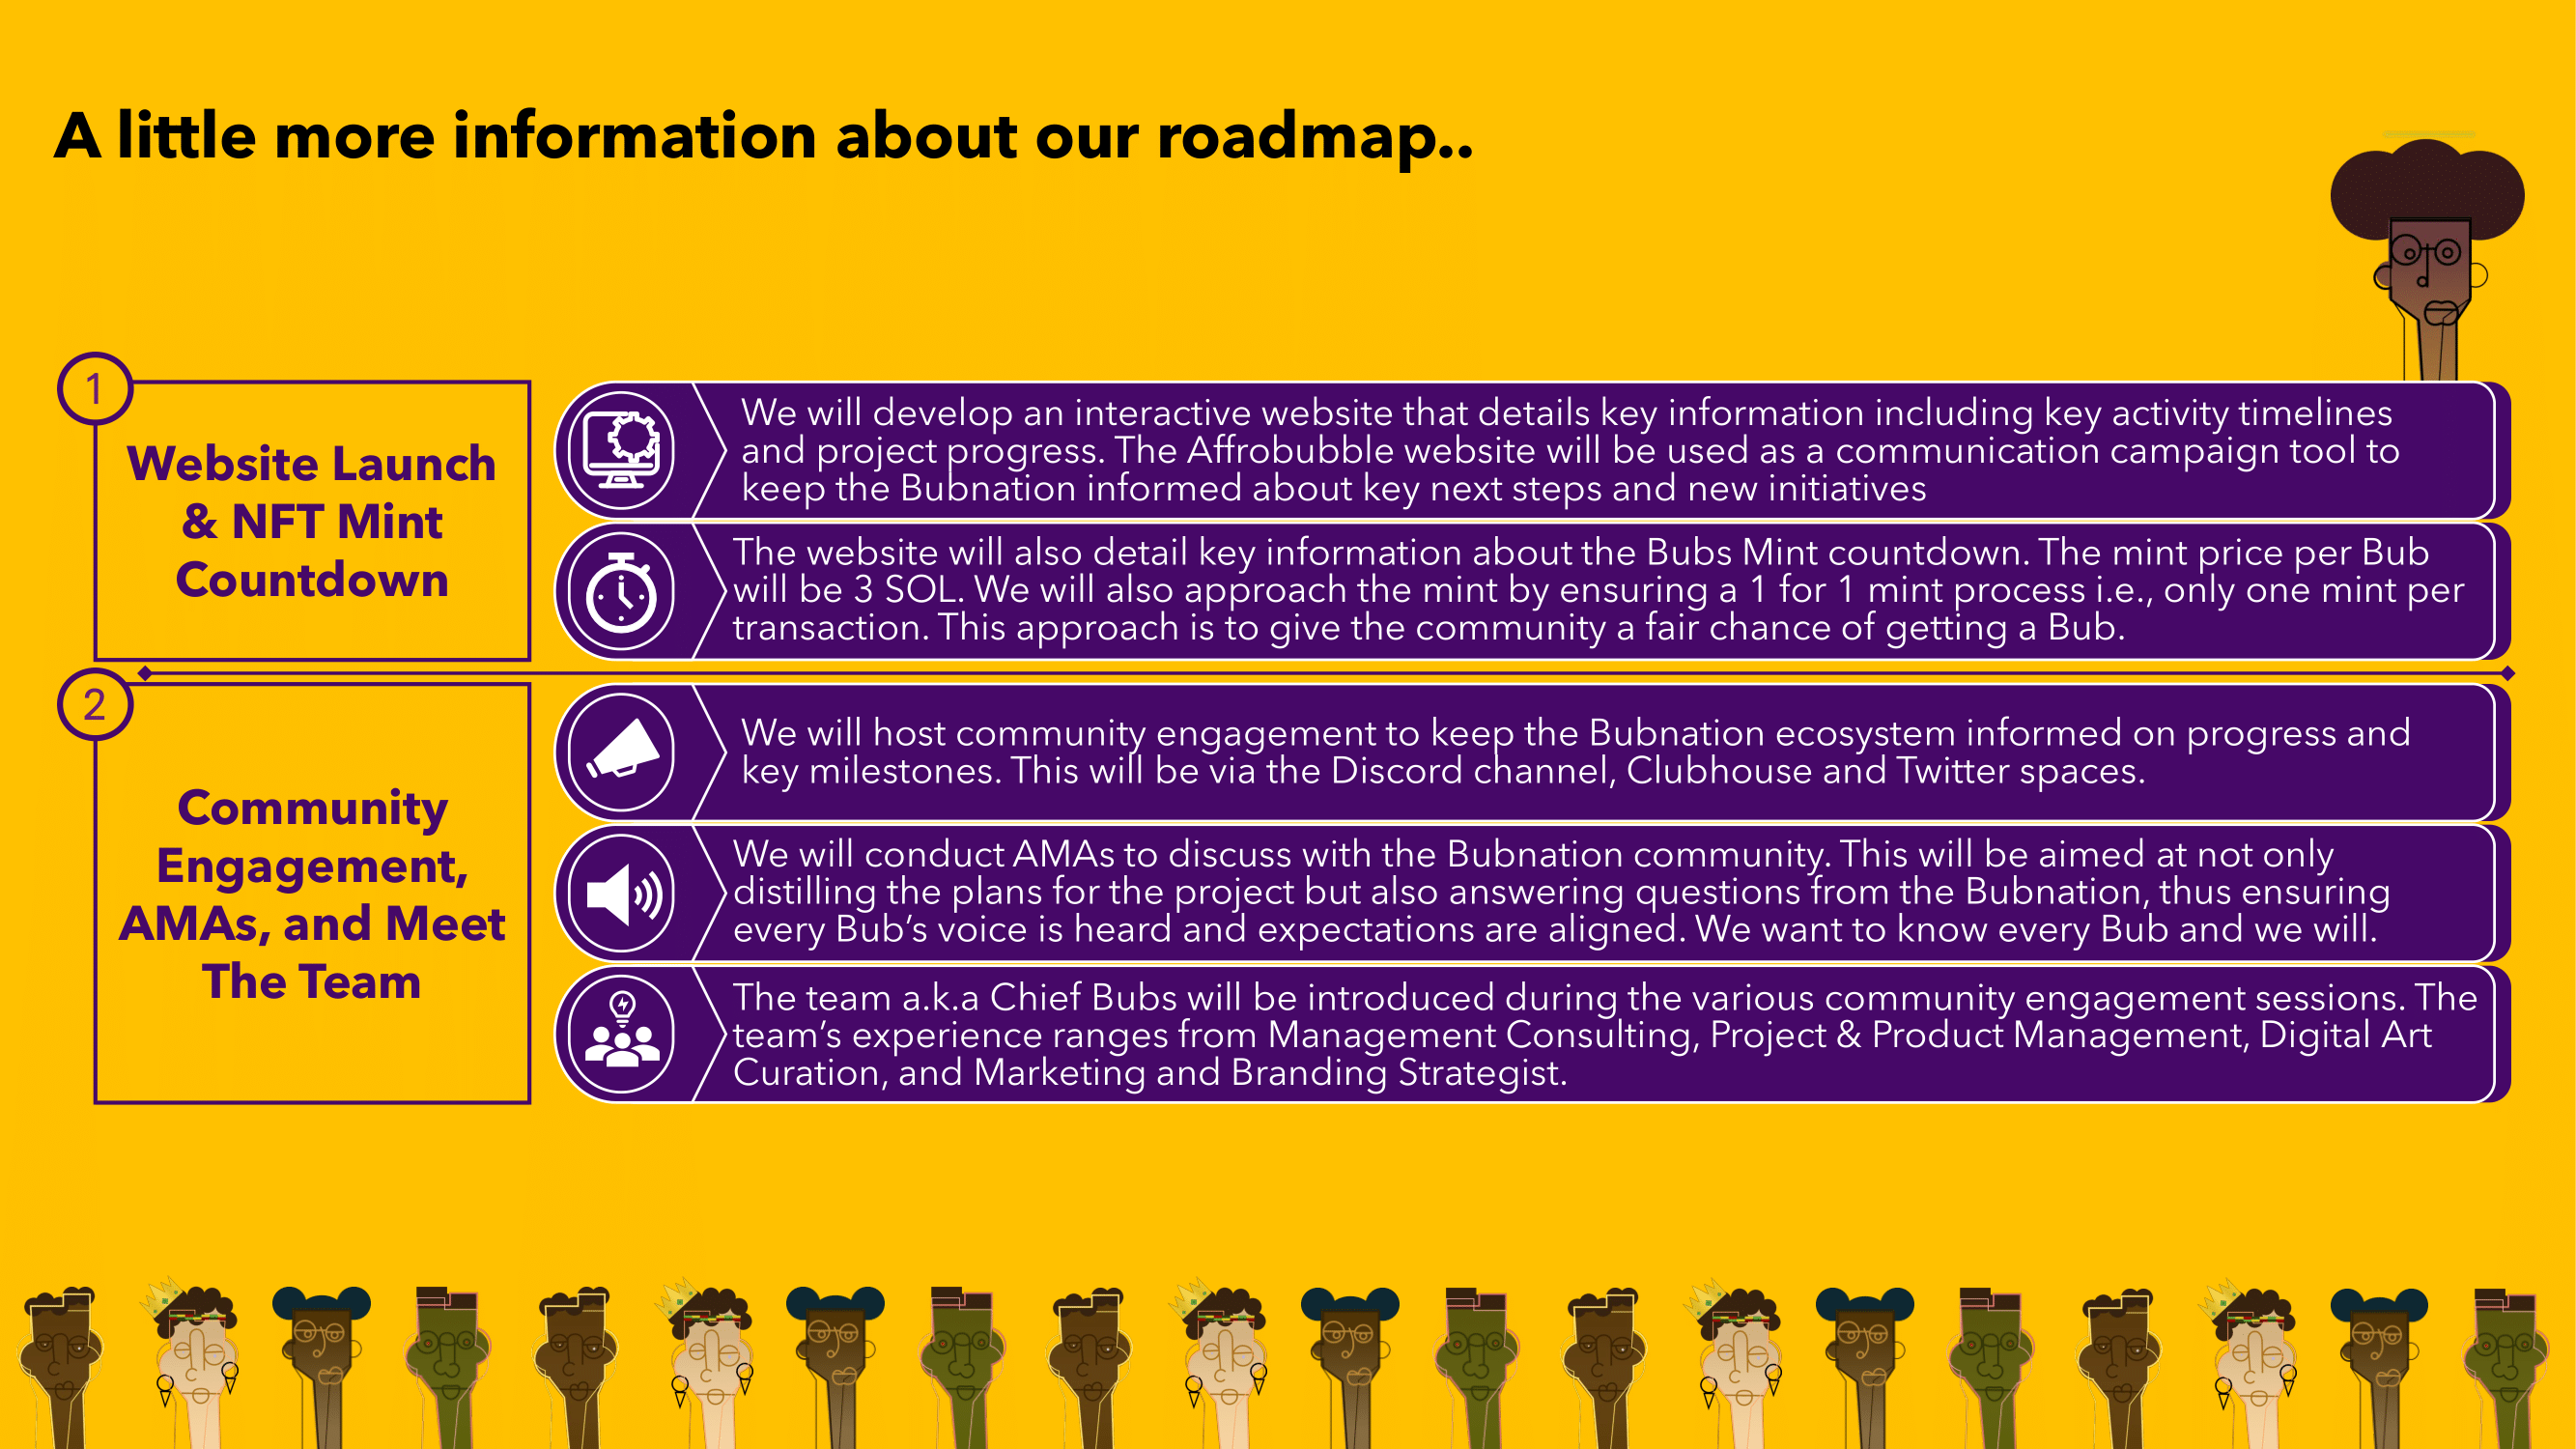 A little more information about our roadmap..
1
Website Launch
& NFT Mint
Countdown
We will develop an interactive website that details key information including key activity timelines
and project progress. The Affrobubble website will be used as a communication campaign tool to
keep the Bubnation informed about key next steps and new initiatives
The website will also detail key information about the Bubs Mint countdown. The mint price per Bub
will be 3 SOL. We will also approach the mint by ensuring a 1 for 1 mint process i.e., only one mint per
transaction. This approach is to give the community a fair chance of getting a Bub.
2
Community
Engagement,
AMAs, and Meet
The Team
We will host community engagement to keep the Bubnation ecosystem informed on progress and
key milestones. This will be via the Discord channel, Clubhouse and Twitter spaces.
We will conduct AMAs to discuss with the Bubnation community. This will be aimed at not only
distilling the plans for the project but also answering questions from the Bubnation, thus ensuring
every Bub’s voice is heard and expectations are aligned. We want to know every Bub and we will.
The team a.k.a Chief Bubs will be introduced during the various community engagement sessions. The
team’s experience ranges from Management Consulting, Project & Product Management, Digital Art
Curation, and Marketing and Branding Strategist.